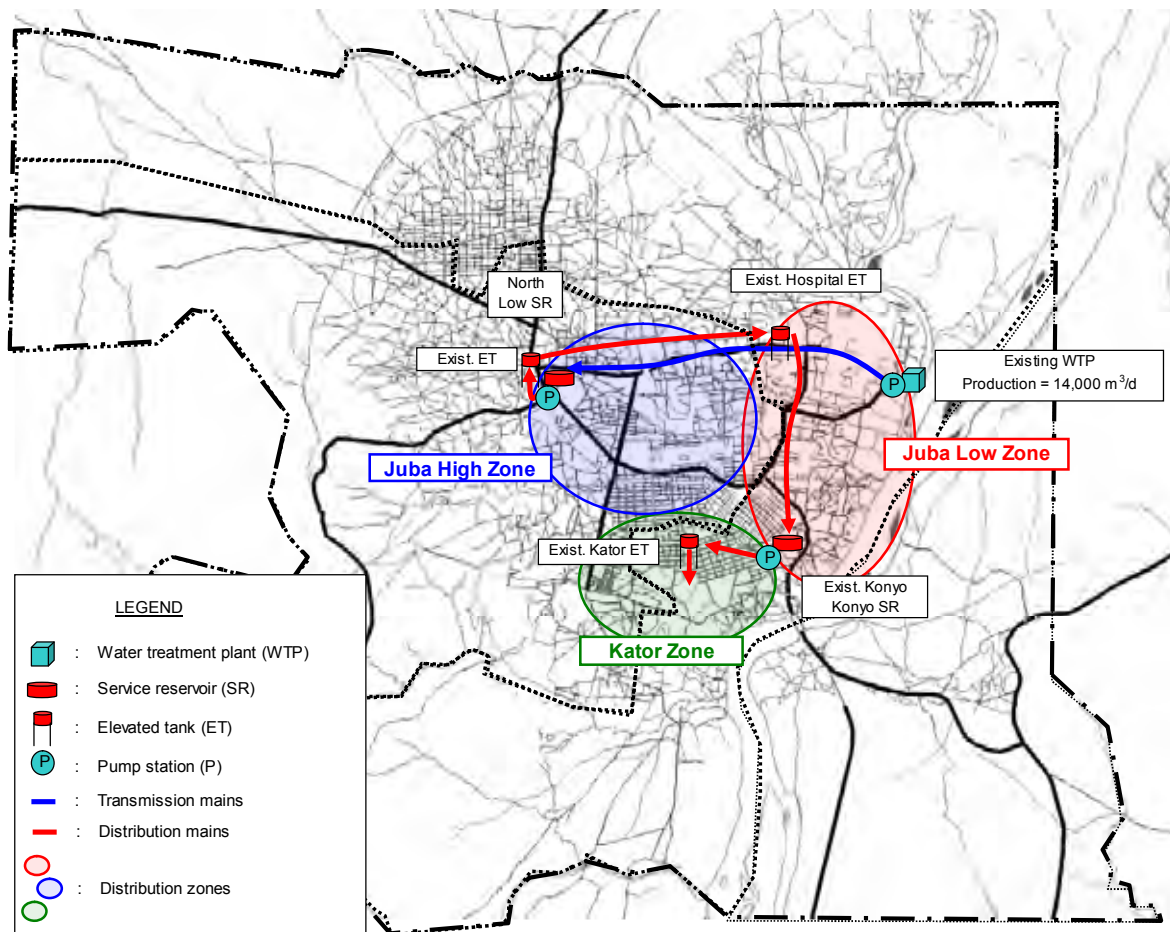 Exist. Hospital ET
North
Low SR
Exist. ET
Existing WTP
Production = 14,000 m³/d
P
P
Juba High Zone
Juba Low Zone
Exist. Kator ET
P
Exist. Konyo
Konyo SR
Kator Zone
LEGEND
: Water treatment plant (WTP)
: Service reservoir (SR)
: Elevated tank (ET)
P : Pump station (P)
: Transmission mains
: Distribution mains
: Distribution zones